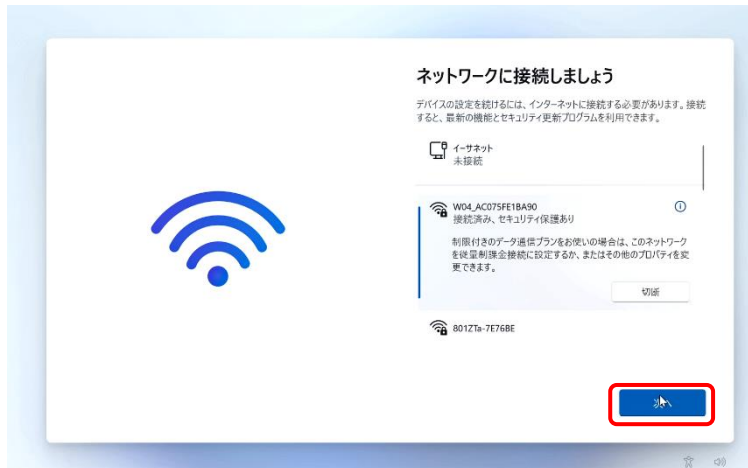 ネットワークに接続しましょう
デバイスの設定を続けるには、インターネットに接続する必要があります。接続
すると、最新の機能とセキュリティ更新プログラムを利用できます。
イーサネット
未接続
W04_AC075FE1BA90
接続済み、セキュリティ保護あり
制限付きのデータ通信プランをお使いの場合は、このネットワーク
を従量制課金接続に設定するか、またはその他のプロパティを変
更できます。
切断
801ZTa-7E76BE
次へ